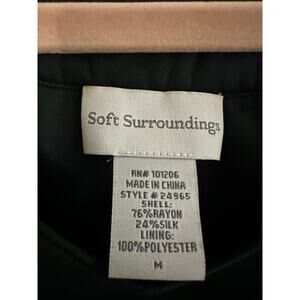 Soft Surroundings
RN# 101206
MADE IN CHINA
STYLE # 24965
SHELL:
76%RAYON
24%SILK
LINING:
100%POLYESTER
M